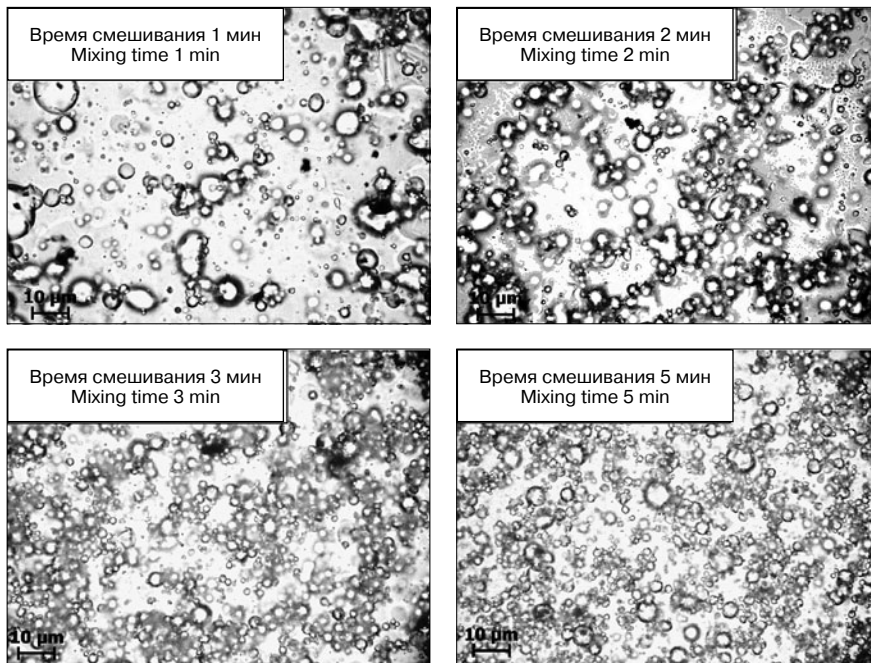 Время смешивания 1 мин
Mixing time 1 min
10 µm
Время смешивания 2 мин
Mixing time 2 min
10 µm
Время смешивания 3 мин
Mixing time 3 min
10 µm
Время смешивания 5 мин
Mixing time 5 min
10 µm